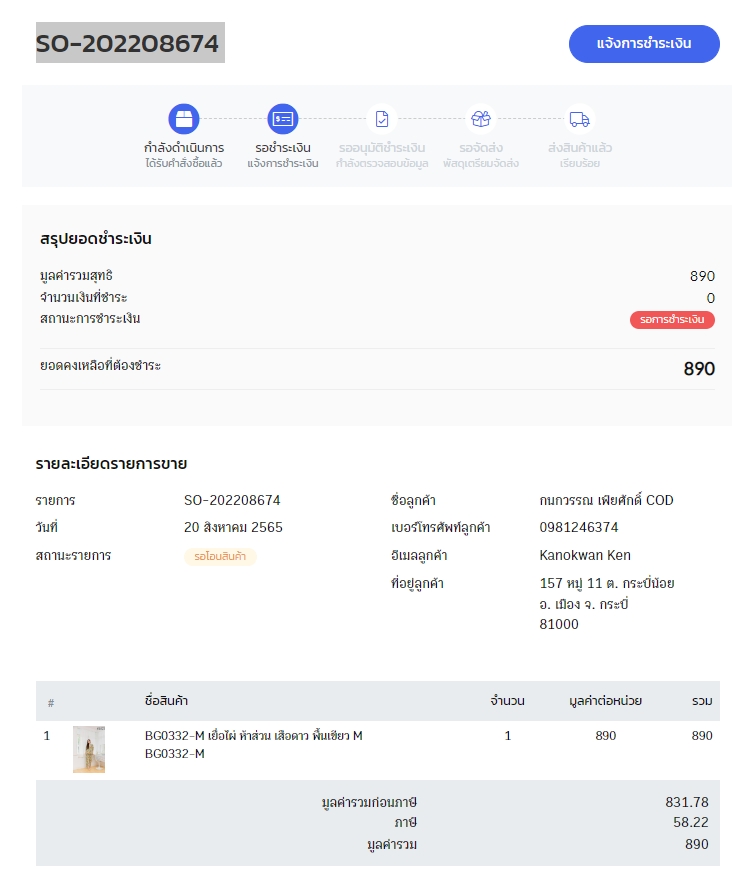 SO-202208674
แจ้งการชำระเงิน
กำลังดำเนินการ
ได้รับคำสั่งซื้อแล้ว
รอชำระเงิน
แจ้งการชำระเงิน
รออนุมัติชำระเงิน
กำลังตรวจสอบข้อมูล
รอจัดส่ง
พัสดุเตรียมจัดส่ง
ส่งสินค้าแล้ว
เรียบร้อย
สรุปยอดชำระเงิน
มูลค่ารวมสุทธิ 890
จำนวนเงินที่ชำระ 0
สถานะการชำระเงิน รอการชำระเงิน
ยอดคงเหลือที่ต้องชำระ 890
รายละเอียดรายการขาย
รายการ SO-202208674
วันที่ 20 สิงหาคม 2565
สถานะรายการ รอโอนสินค้า
ชื่อลูกค้า กนกวรรณ เพียศักดิ์ COD
เบอร์โทรศัพท์ลูกค้า 0981246374
อีเมลลูกค้า Kanokwan Ken
ที่อยู่ลูกค้า 157 หมู่ 11 ต. กระบี่น้อย
อ. เมือง จ. กระบี่
81000
# ชื่อสินค้า จำนวน มูลค่าต่อหน่วย รวม
1 BG0332-M เยื่อไผ่ ห้าส่วน เสือดาว พื้นเขียว M 1 890 890
BG0332-M
มูลค่ารวมก่อนภาษี 831.78
ภาษี 58.22
มูลค่ารวม 890